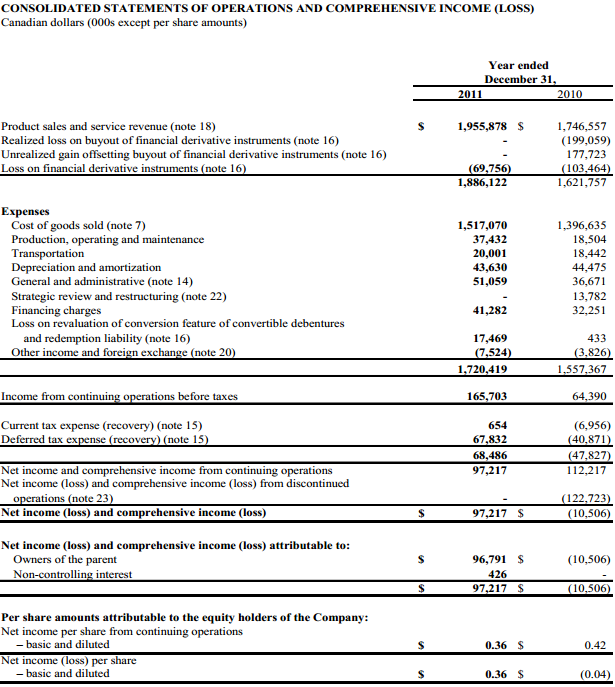 CONSOLIDATED STATEMENTS OF OPERATIONS AND COMPREHENSIVE INCOME (LOSS)
Canadian dollars (000s except per share amounts)
Year ended
December 31,
2011 2010
Product sales and service revenue (note 18) $ 1,955,878 $ 1,746,557
Realized loss on buyout of financial derivative instruments (note 16) - (199,059)
Unrealized gain offsetting buyout of financial derivative instruments (note 16) - 177,723
Loss on financial derivative instruments (note 16) (69,756) (103,464)
1,886,122 1,621,757
Expenses
Cost of goods sold (note 7) 1,517,070 1,396,635
Production, operating and maintenance 37,432 18,504
Transportation 20,001 18,442
Depreciation and amortization 43,630 44,475
General and administrative (note 14) 51,059 36,671
Strategic review and restructuring (note 22) - 13,782
Financing charges 41,282 32,251
Loss on revaluation of conversion feature of convertible debentures
and redemption liability (note 16) 17,469 433
Other income and foreign exchange (note 20) (7,524) (3,826)
1,720,419 1,557,367
Income from continuing operations before taxes 165,703 64,390
Current tax expense (recovery) (note 15) 654 (6,956)
Deferred tax expense (recovery) (note 15) 67,832 (40,871)
68,486 (47,827)
Net income and comprehensive income from continuing operations 97,217 112,217
Net income (loss) and comprehensive income (loss) from discontinued
operations (note 23) - (122,723)
Net income (loss) and comprehensive income (loss) $ 97,217 $ (10,506)
Net income (loss) and comprehensive income (loss) attributable to:
Owners of the parent $ 96,791 $ (10,506)
Non-controlling interest 426 -
$ 97,217 $ (10,506)
Per share amounts attributable to the equity holders of the Company:
Net income per share from continuing operations
– basic and diluted $ 0.36 $ 0.42
Net income (loss) per share
– basic and diluted $ 0.36 $ (0.04)